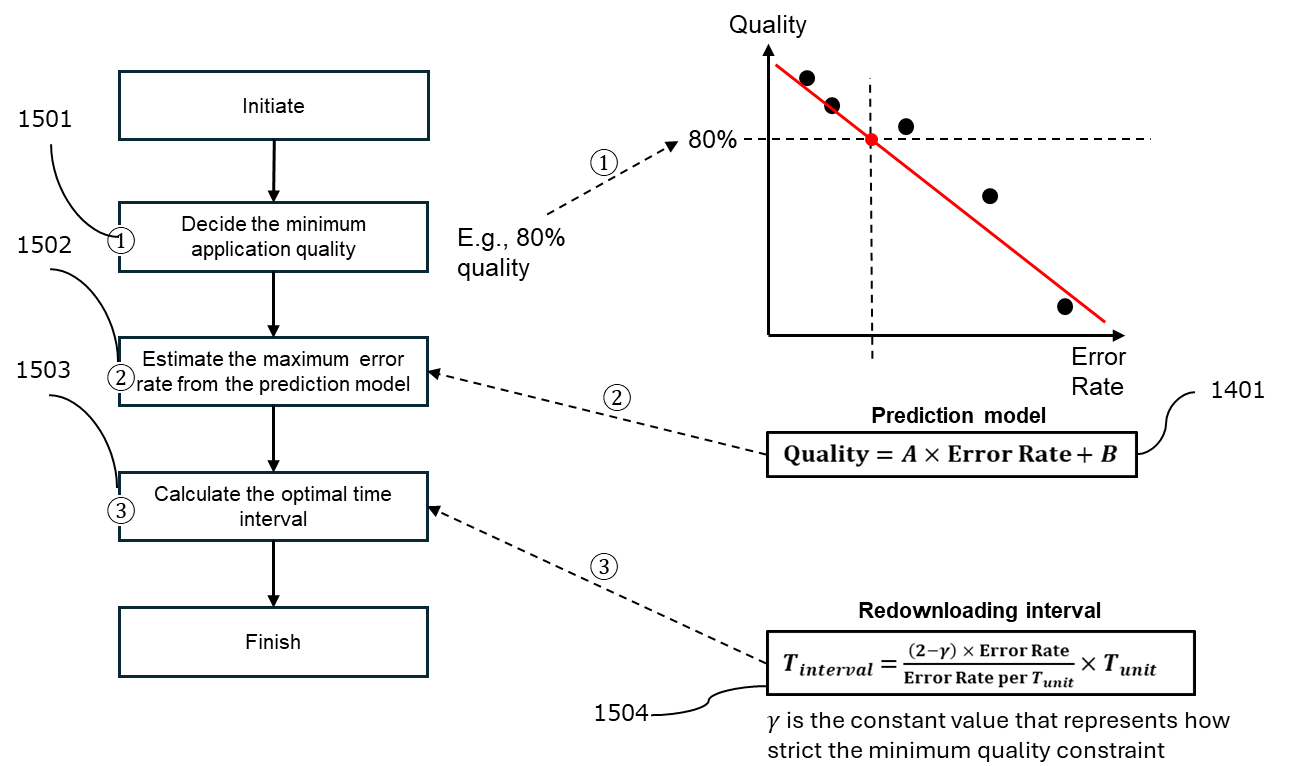 Quality
Initiate
1501
①
80%
Decide the minimum
application quality
①
E.g., 80%
quality
1502
Estimate the maximum error
rate from the prediction model
②
1503
②
Error
Rate
1401
Prediction model
Quality = A × Error Rate + B
Calculate the optimal time
interval
③
③
Redownloading interval
Finish
T_interval = (2−γ) × Error Rate / Error Rate per T_unit × T_unit
1504
γ is the constant value that represents how
strict the minimum quality constraint